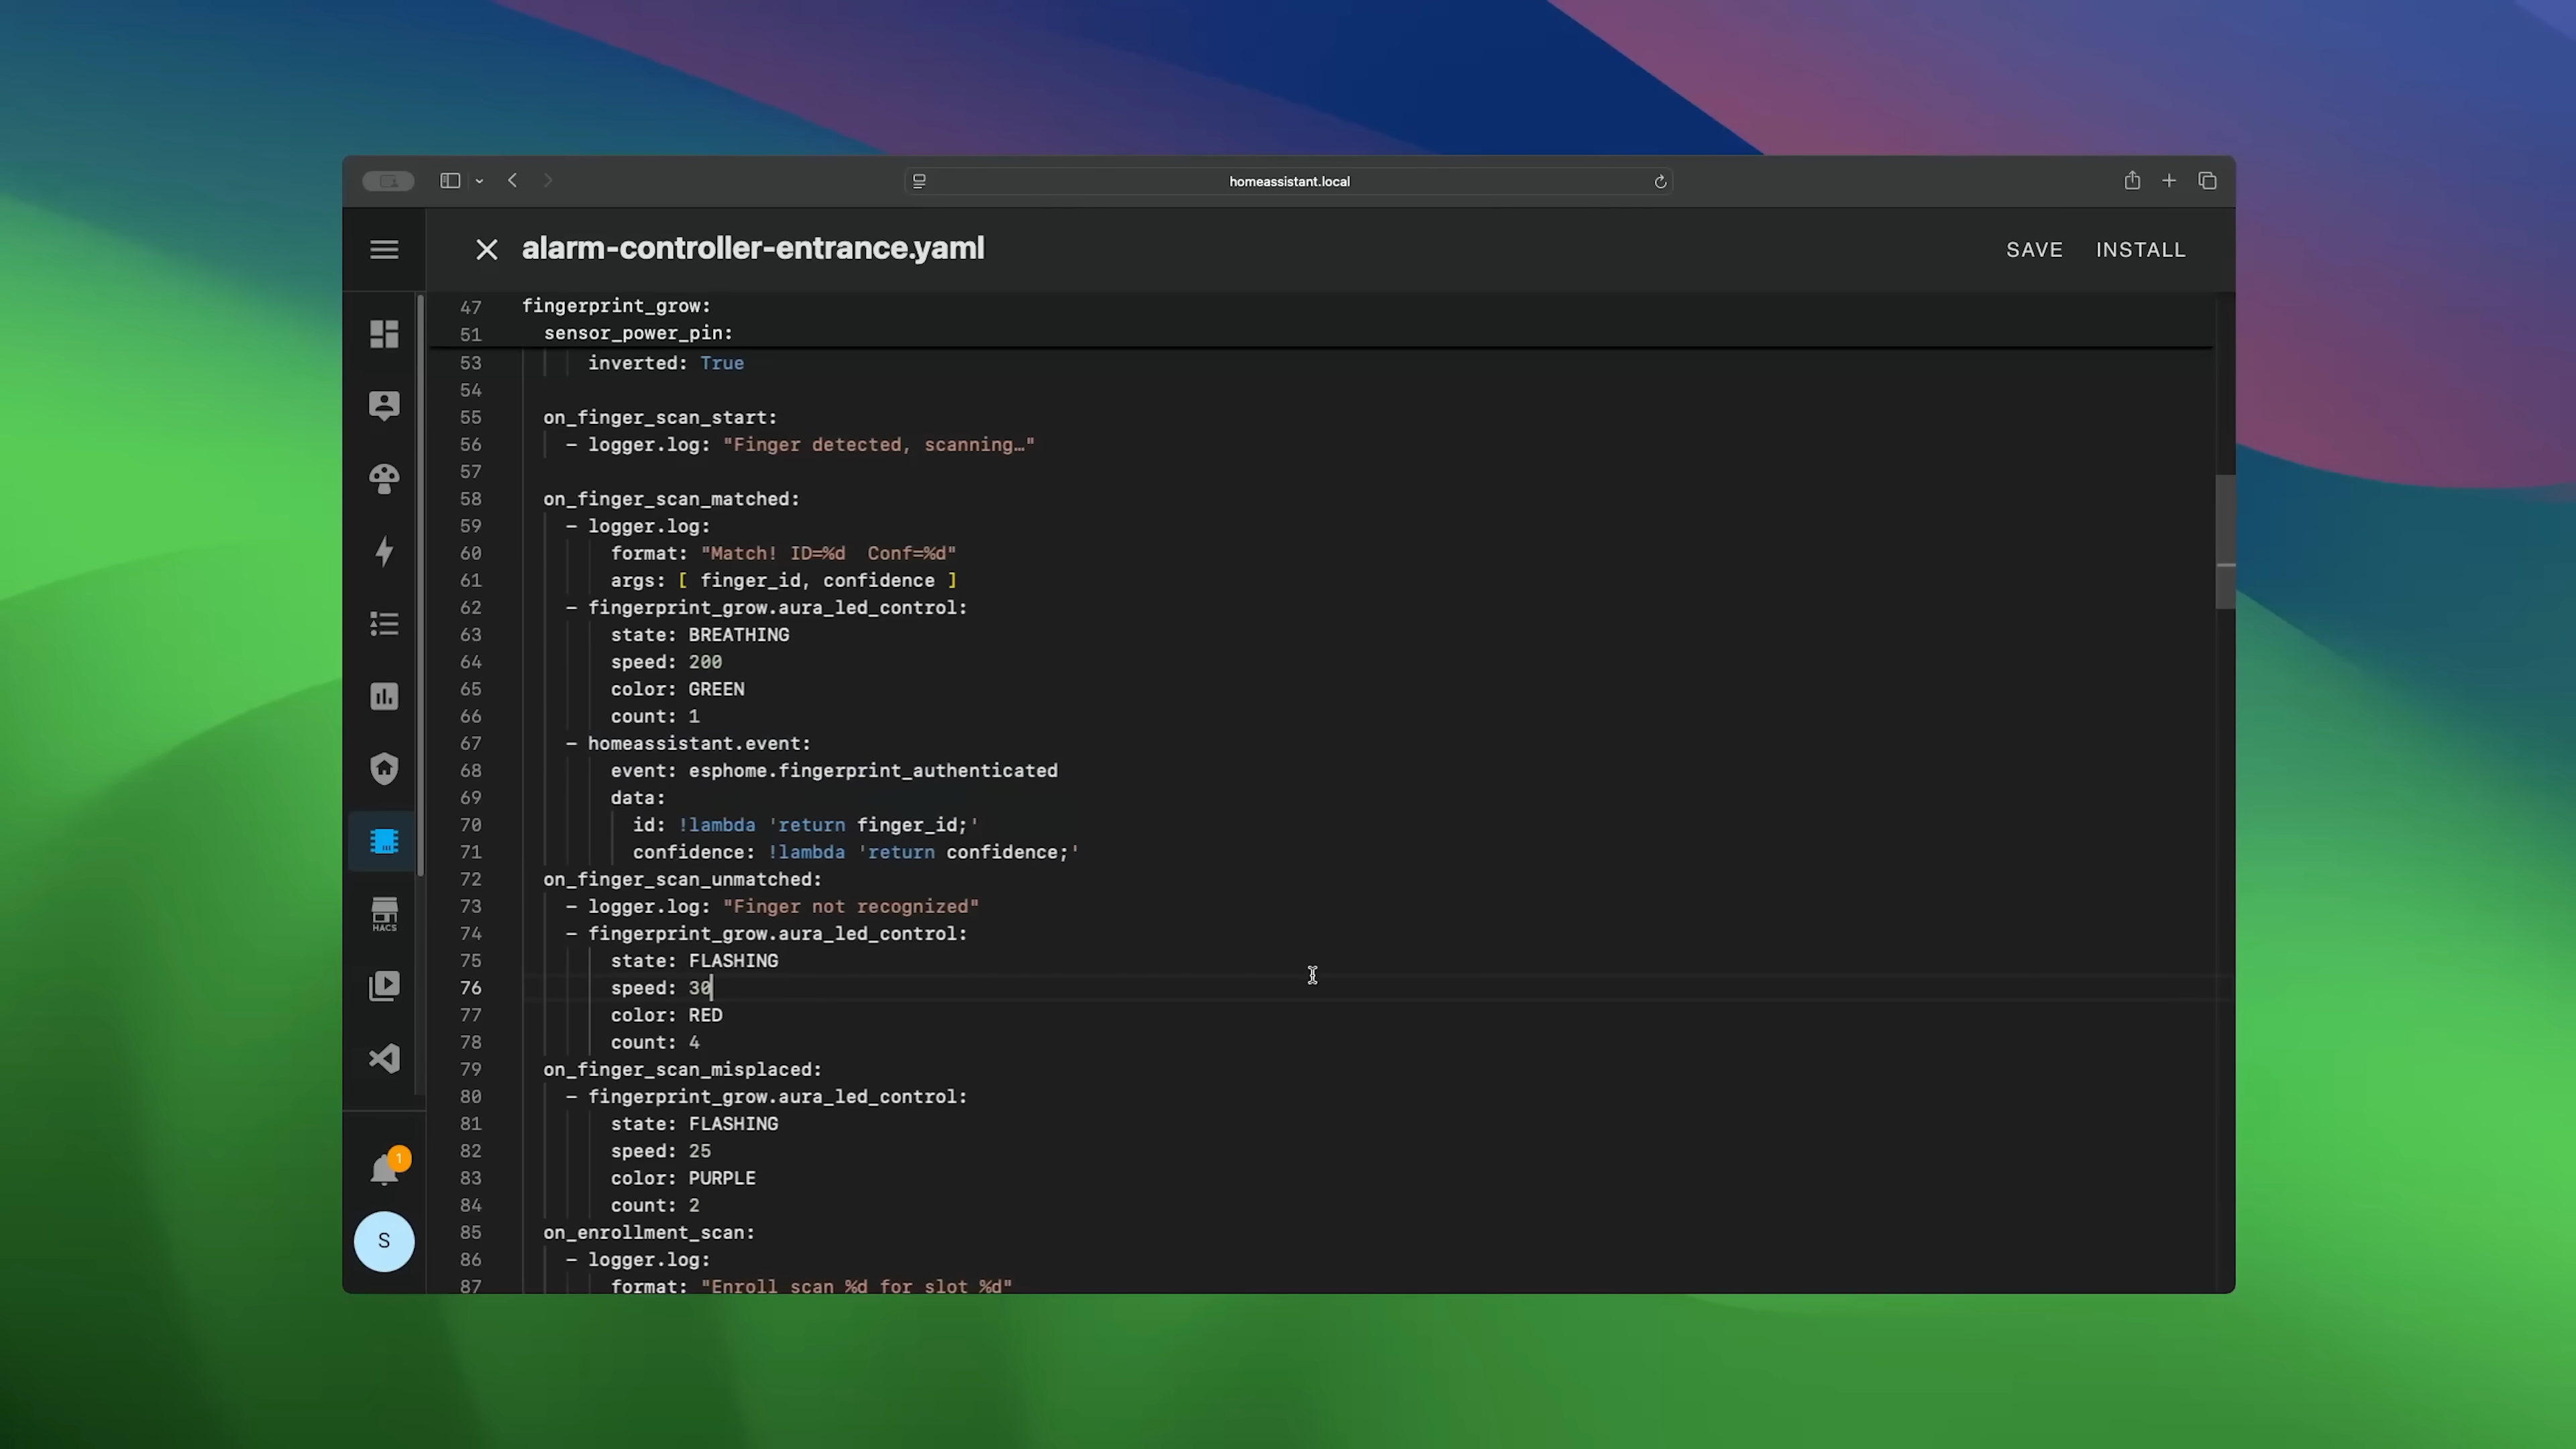 homeassistant.local
alarm-controller-entrance.yaml
SAVE INSTALL
47 fingerprint_grow:
51 sensor_power_pin:
53 inverted: True
54
55 on_finger_scan_start:
56 - logger.log: "Finger detected, scanning…"
57
58 on_finger_scan_matched:
59 - logger.log:
60 format: "Match! ID=%d  Conf=%d"
61 args: [ finger_id, confidence ]
62 - fingerprint_grow.aura_led_control:
63 state: BREATHING
64 speed: 200
65 color: GREEN
66 count: 1
67 - homeassistant.event:
68 event: esphome.fingerprint_authenticated
69 data:
70 id: !lambda 'return finger_id;'
71 confidence: !lambda 'return confidence;'
72 on_finger_scan_unmatched:
73 - logger.log: "Finger not recognized"
74 - fingerprint_grow.aura_led_control:
75 state: FLASHING
76 speed: 30
77 color: RED
78 count: 4
79 on_finger_scan_misplaced:
80 - fingerprint_grow.aura_led_control:
81 state: FLASHING
82 speed: 25
83 color: PURPLE
84 count: 2
85 on_enrollment_scan:
86 - logger.log:
87 format: "Enroll scan %d for slot %d"
HACS
1
S